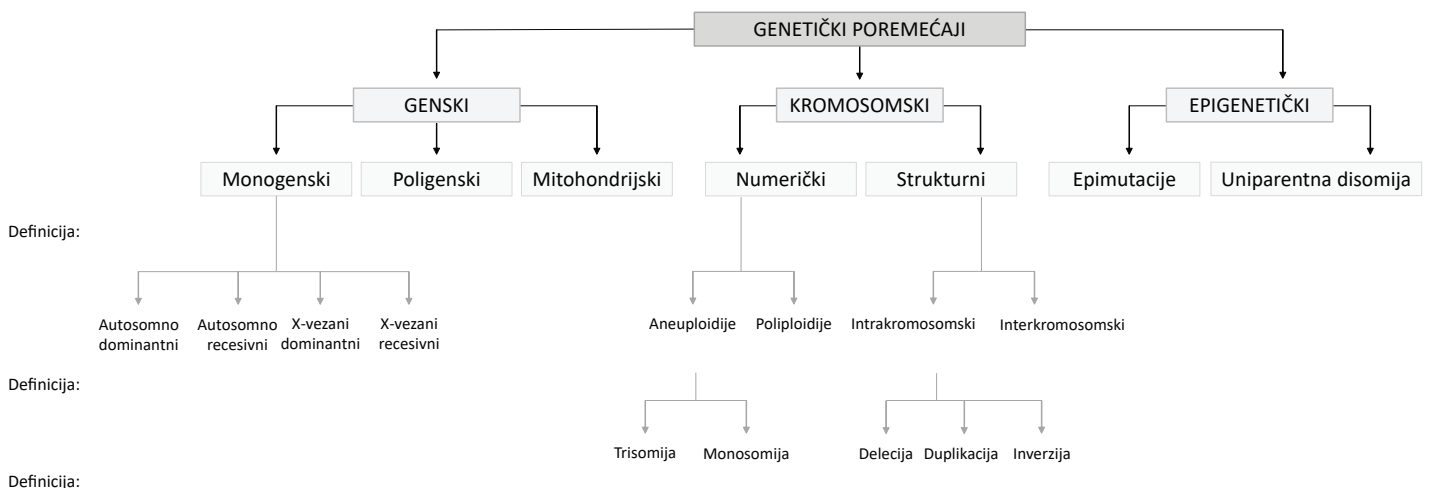 GENETIČKI POREMEĆAJI
GENSKI
KROMOSOMSKI
EPIGENETIČKI
Monogenski
Poligenski
Mitohondrijski
Numerički
Strukturni
Epimutacije
Uniparentna disomija
Definicija:
Autosomno
dominantni
Autosomno
recesivni
X-vezani
dominantni
X-vezani
recesivni
Aneuploidije
Poliploidije
Intrakromosomski
Interkromosomski
Definicija:
Trisomija
Monosomija
Delecija
Duplikacija
Inverzija
Definicija: